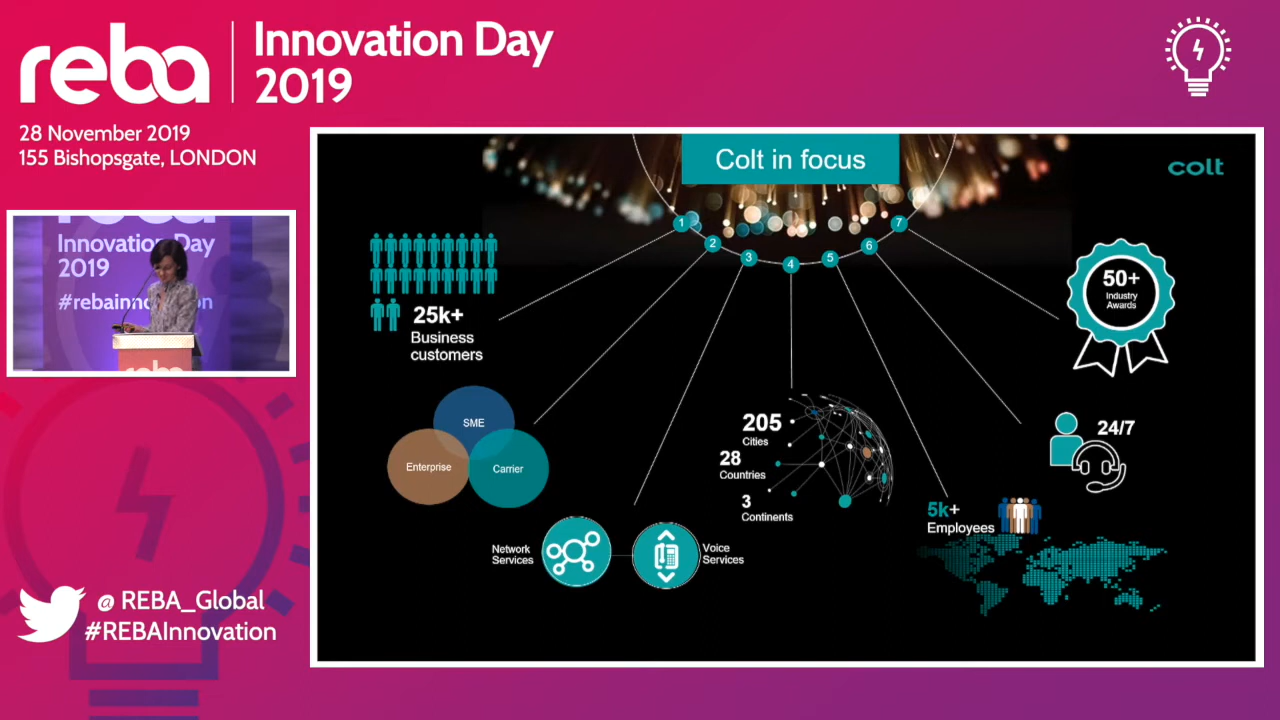 reba
Innovation Day
2019
28 November 2019
155 Bishopsgate, LONDON
Innovation Day
2019
#rebainno
n
reba
@ REBA_Global
#REBAInnovation
Colt in focus
colt
1
2
3
4
5
6
7
25k+
Business
customers
SME
Enterprise
Carrier
Network
Services
Voice
Services
205
Cities
28
Countries
3
Continents
5k+
Employees
24/7
50+
Industry
Awards